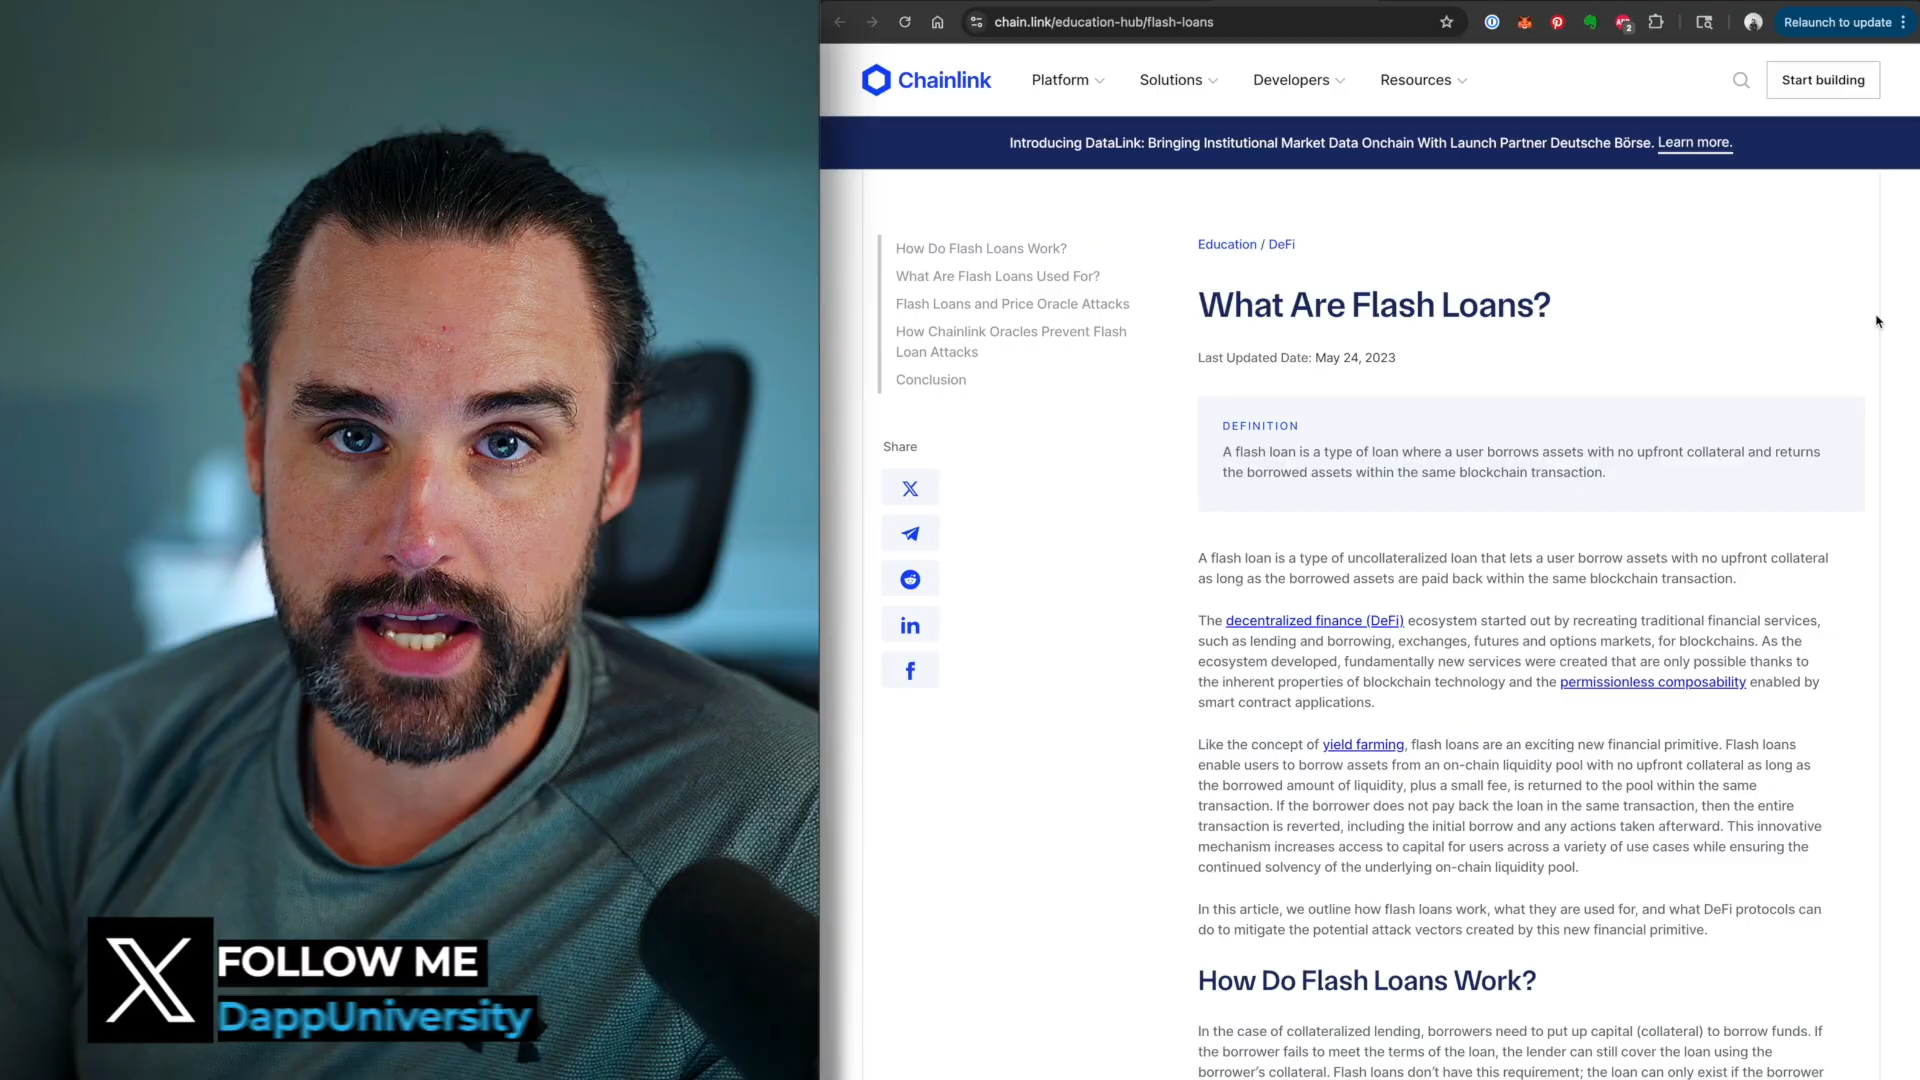 chain.link/education-hub/flash-loans
2
Relaunch to update
Chainlink
Platform
Solutions
Developers
Resources
Start building
Introducing DataLink: Bringing Institutional Market Data Onchain With Launch Partner Deutsche Börse. Learn more.
How Do Flash Loans Work?
What Are Flash Loans Used For?
Flash Loans and Price Oracle Attacks
How Chainlink Oracles Prevent Flash
Loan Attacks
Conclusion
Share
Education / DeFi
What Are Flash Loans?
Last Updated Date: May 24, 2023
DEFINITION
A flash loan is a type of loan where a user borrows assets with no upfront collateral and returns
the borrowed assets within the same blockchain transaction.
A flash loan is a type of uncollateralized loan that lets a user borrow assets with no upfront collateral
as long as the borrowed assets are paid back within the same blockchain transaction.
The decentralized finance (DeFi) ecosystem started out by recreating traditional financial services,
such as lending and borrowing, exchanges, futures and options markets, for blockchains. As the
ecosystem developed, fundamentally new services were created that are only possible thanks to
the inherent properties of blockchain technology and the permissionless composability enabled by
smart contract applications.
Like the concept of yield farming, flash loans are an exciting new financial primitive. Flash loans
enable users to borrow assets from an on-chain liquidity pool with no upfront collateral as long as
the borrowed amount of liquidity, plus a small fee, is returned to the pool within the same
transaction. If the borrower does not pay back the loan in the same transaction, then the entire
transaction is reverted, including the initial borrow and any actions taken afterward. This innovative
mechanism increases access to capital for users across a variety of use cases while ensuring the
continued solvency of the underlying on-chain liquidity pool.
In this article, we outline how flash loans work, what they are used for, and what DeFi protocols can
do to mitigate the potential attack vectors created by this new financial primitive.
How Do Flash Loans Work?
In the case of collateralized lending, borrowers need to put up capital (collateral) to borrow funds. If
the borrower fails to meet the terms of the loan, the lender can still cover the loan using the
borrower's collateral. Flash loans don't have this requirement; the loan can only exist if the borrower
X
FOLLOW ME
DappUniversity